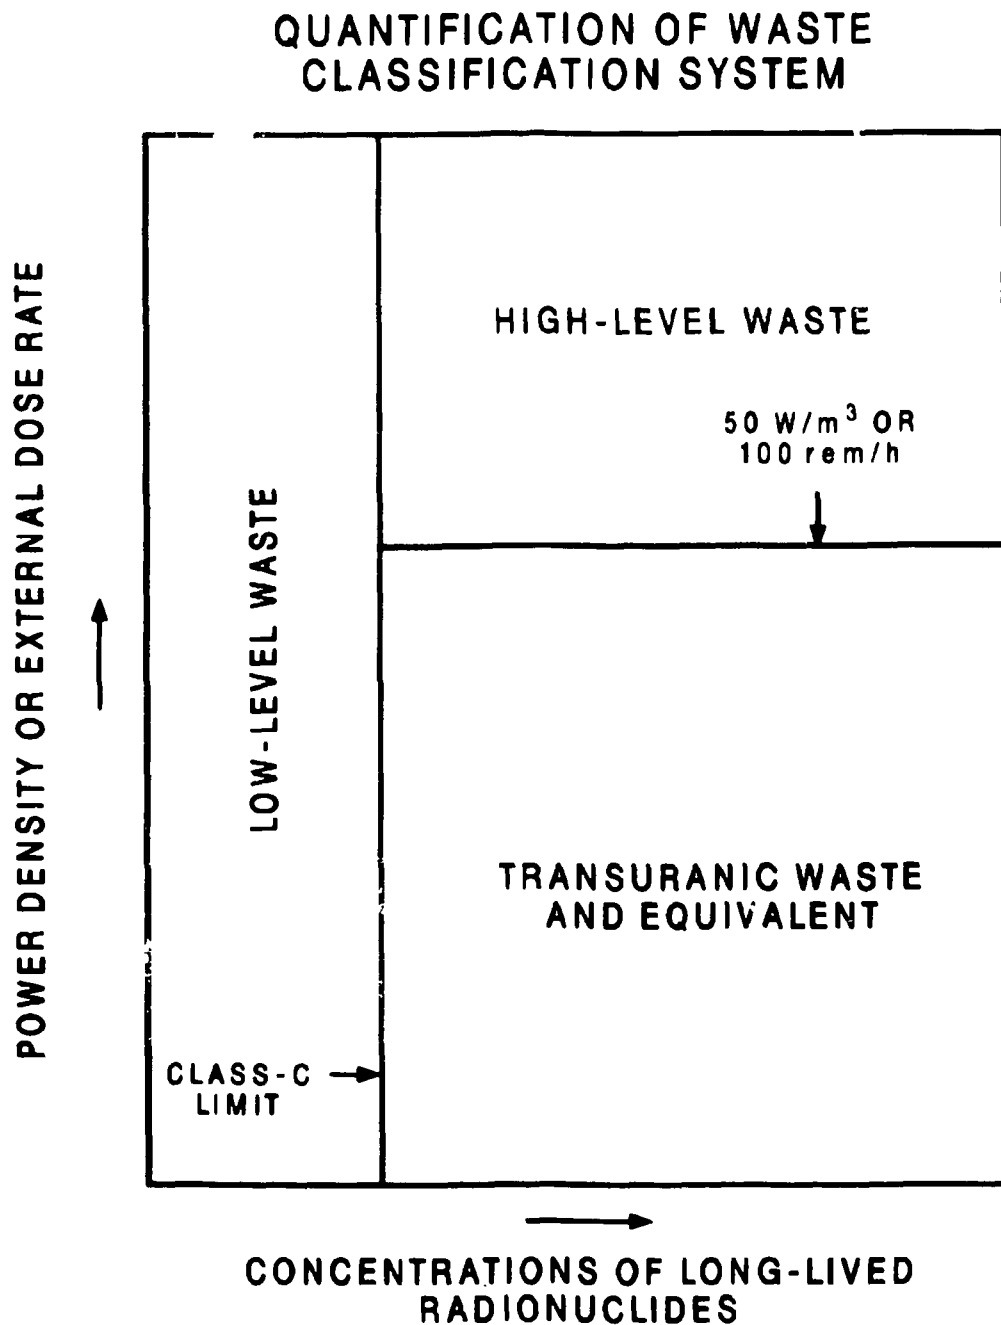 QUANTIFICATION OF WASTE
CLASSIFICATION SYSTEM
POWER DENSITY OR EXTERNAL DOSE RATE
LOW-LEVEL WASTE
HIGH-LEVEL WASTE
50 W/m³ OR
100 rem/h
TRANSURANIC WASTE
AND EQUIVALENT
CLASS-C
LIMIT
CONCENTRATIONS OF LONG-LIVED
RADIONUCLIDES